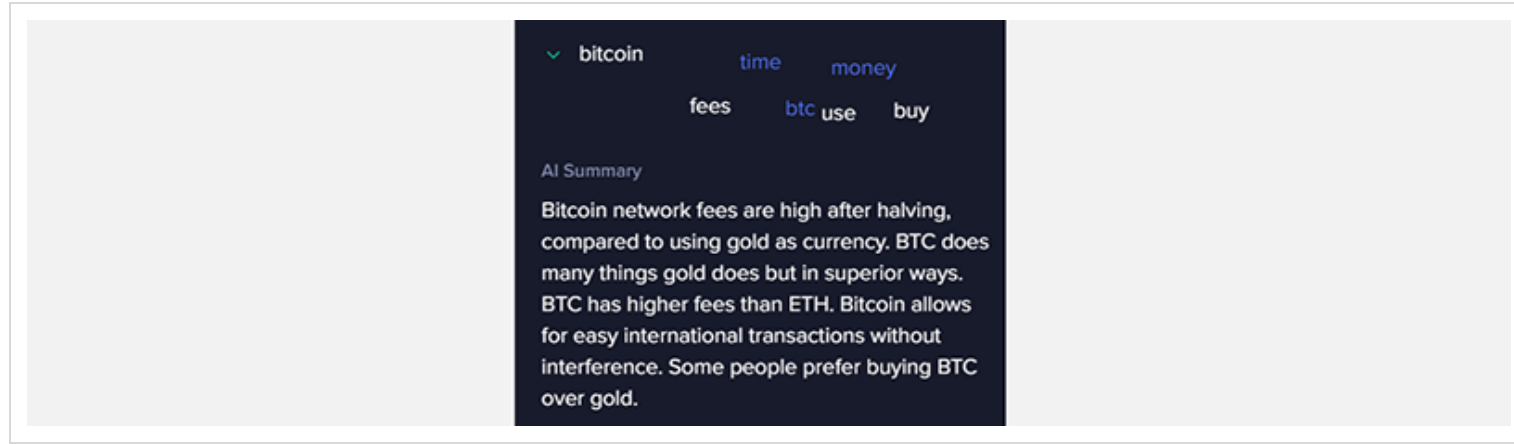 bitcoin
time money
fees btc use buy
AI Summary
Bitcoin network fees are high after halving,
compared to using gold as currency. BTC does
many things gold does but in superior ways.
BTC has higher fees than ETH. Bitcoin allows
for easy international transactions without
interference. Some people prefer buying BTC
over gold.